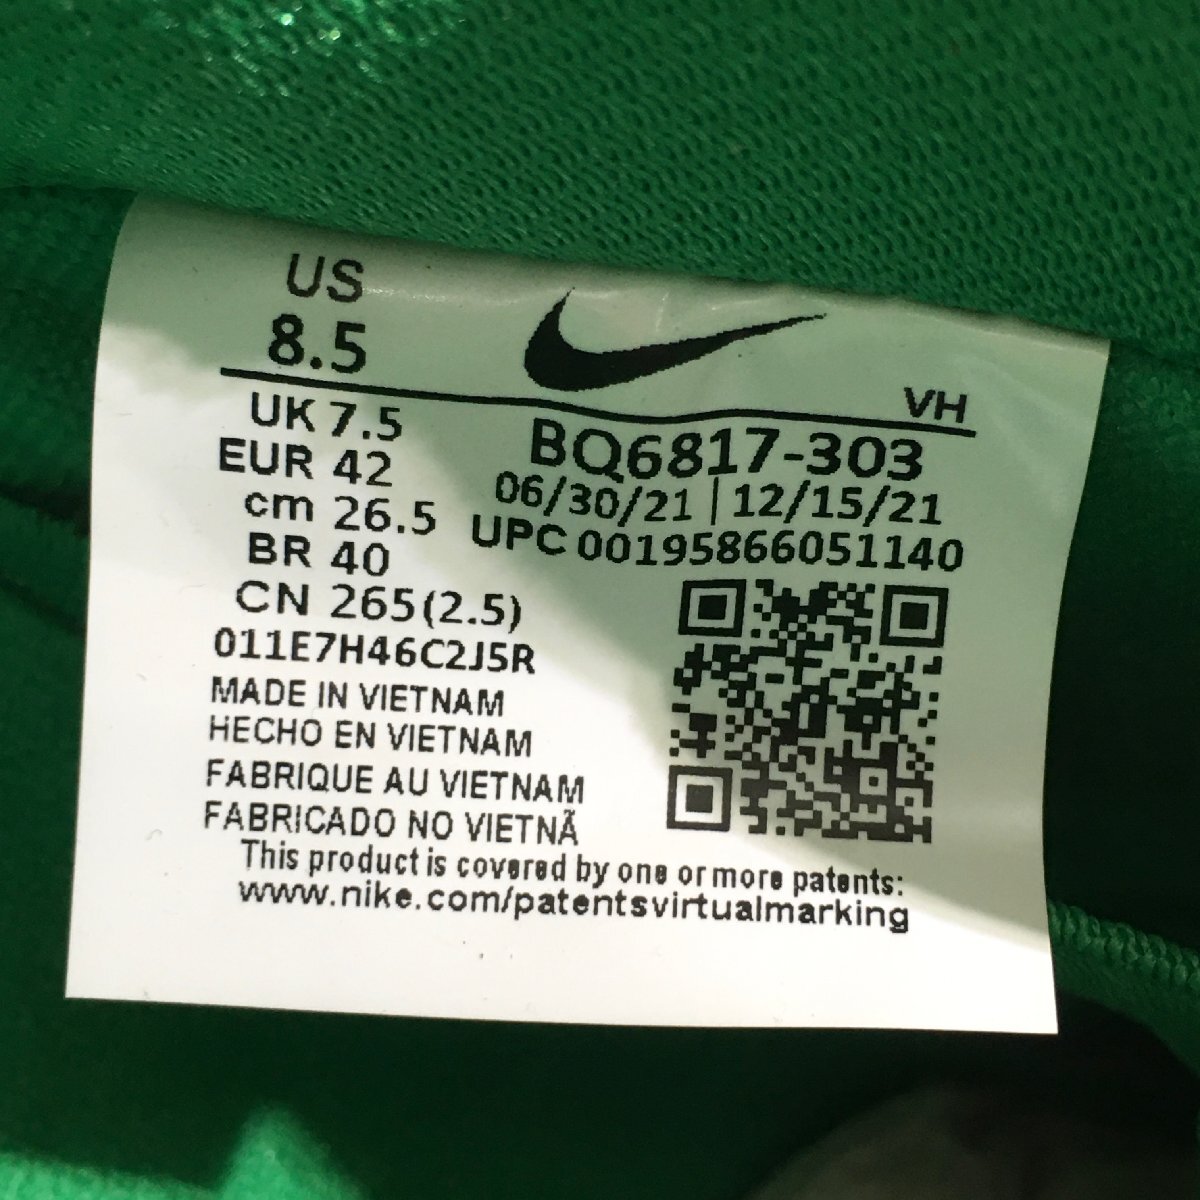 US
8.5
VH
UK 7.5
EUR 42
cm 26.5
BR 40
CN 265(2.5)
BQ6817-303
06/30/21 | 12/15/21
UPC 00195866051140
011E7H46C2J5R
MADE IN VIETNAM
HECHO EN VIETNAM
FABRIQUE AU VIETNAM
FABRICADO NO VIETNÃ
This product is covered by one or more patents:
www.nike.com/patentsvirtualmarking